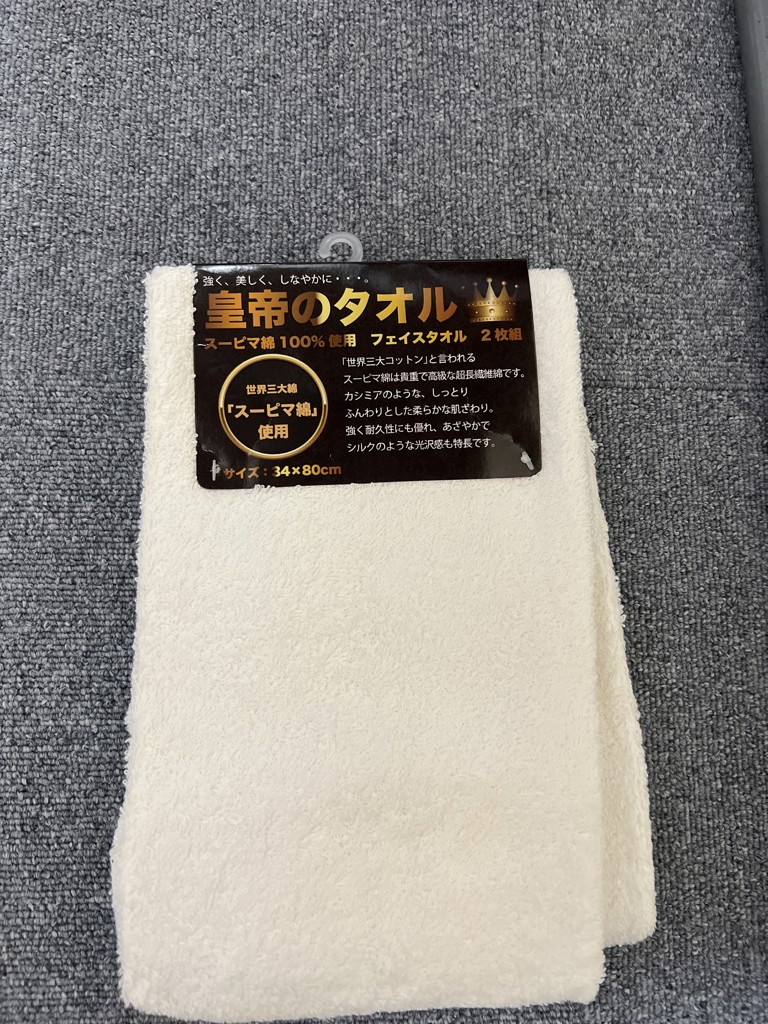 強く、美しく、しなやかに・・・。
皇帝のタオル
スーピマ綿100%使用 フェイスタオル 2枚組
世界三大綿
『スーピマ綿』
使用
「世界三大コットン」と言われる
スーピマ綿は貴重で高級な超長繊維綿です。
カシミアのような、しっとり
ふんわりとした柔らかな肌ざわり。
強く耐久性にも優れ、あざやかで
シルクのような光沢感も特長です。
サイズ：34×80cm